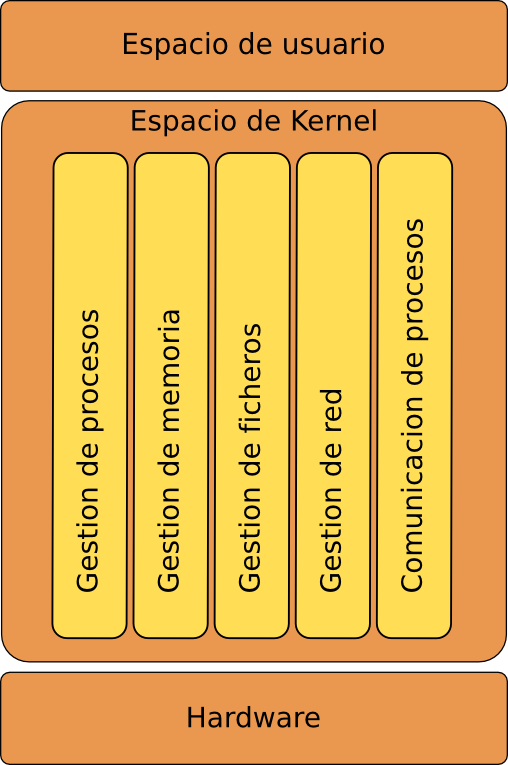 Espacio de usuario
Espacio de Kernel
Gestion de procesos
Gestion de memoria
Gestion de ficheros
Gestion de red
Comunicacion de procesos
Hardware